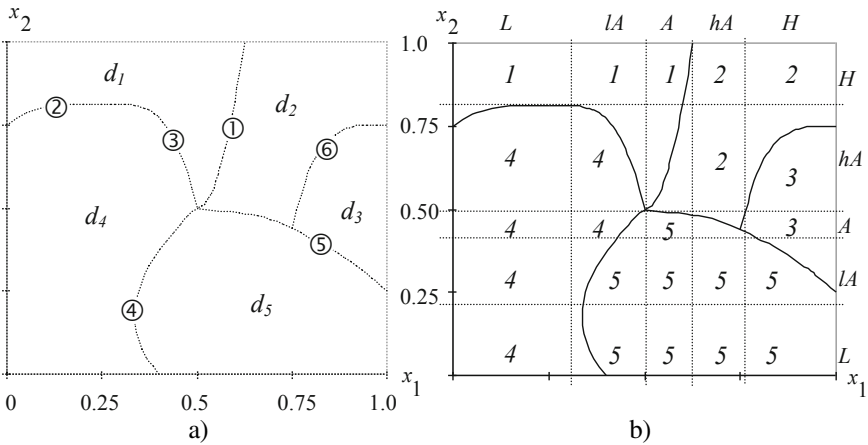 x2
d1
②
③
①
d2
⑥
d4
d3
⑤
④
d5
x1
0 0.25 0.5 0.75 1.0
a)
x2 L lA A hA H
1.0
1 1 1 2 2 H
0.75
4 4 2 3 hA
0.50
4 4 5 3 A
4 5 5 5 5 lA
0.25
4 5 5 5 5 L
x1
b)